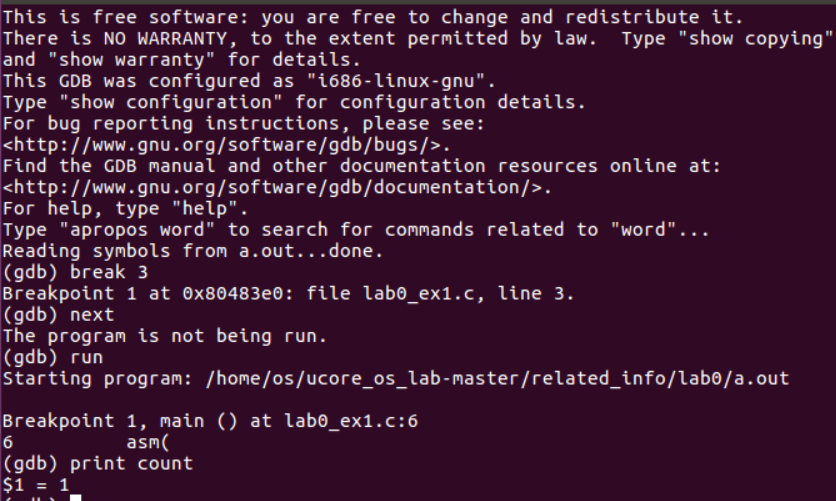 This is free software: you are free to change and redistribute it.
There is NO WARRANTY, to the extent permitted by law.  Type "show copying"
and "show warranty" for details.
This GDB was configured as "i686-linux-gnu".
Type "show configuration" for configuration details.
For bug reporting instructions, please see:
<http://www.gnu.org/software/gdb/bugs/>.
Find the GDB manual and other documentation resources online at:
<http://www.gnu.org/software/gdb/documentation/>.
For help, type "help".
Type "apropos word" to search for commands related to "word"...
Reading symbols from a.out...done.
(gdb) break 3
Breakpoint 1 at 0x80483e0: file lab0_ex1.c, line 3.
(gdb) next
The program is not being run.
(gdb) run
Starting program: /home/os/ucore_os_lab-master/related_info/lab0/a.out
Breakpoint 1, main () at lab0_ex1.c:6
6           asm(
(gdb) print count
$1 = 1